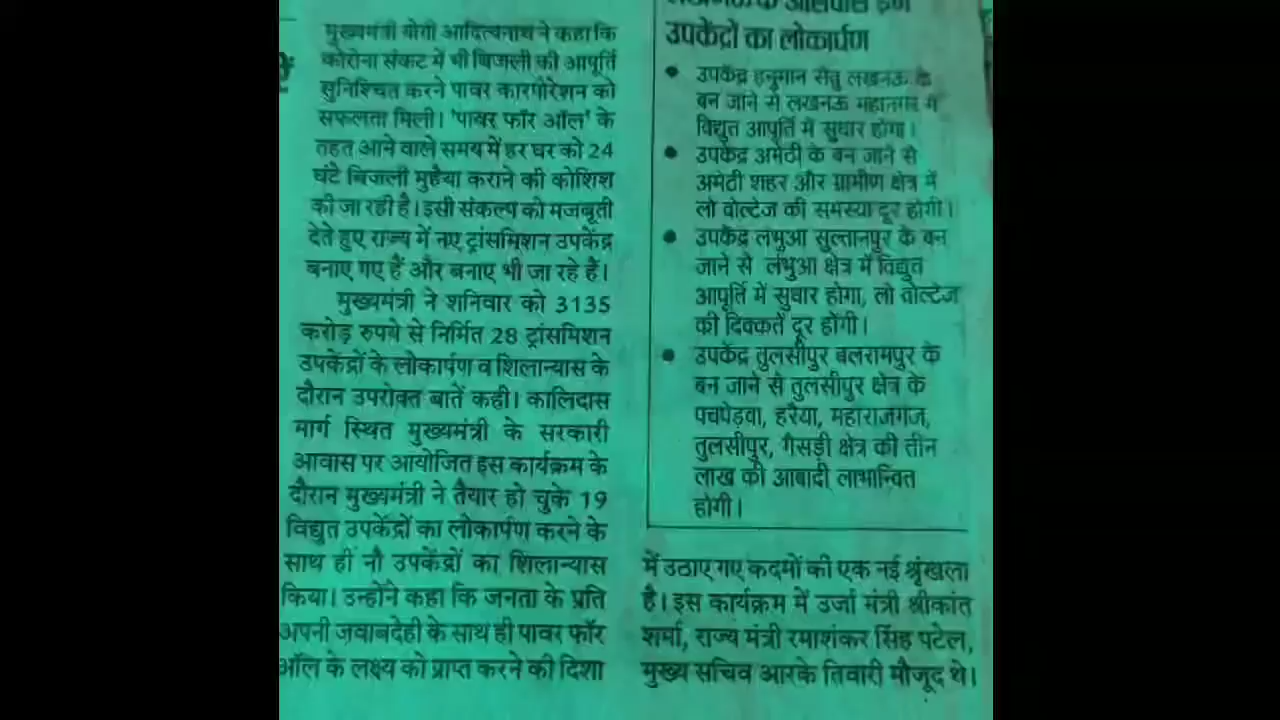 मुख्यमंत्री योगी आदित्यनाथ ने कहा कि
कोरोना संकट में भी बिजली की आपूर्ति
सुनिश्चित करने पावर कारपोरेशन को
सफलता मिली। 'पावर फॉर ऑल' के
तहत आने वाले समय में हर घर को 24
घंटे बिजली मुहैया कराने की कोशिश
की जा रही है। इसी संकल्प को मजबूती
देते हुए राज्य में नए ट्रांसमिशन उपकेंद्र
बनाए गए हैं और बनाए भी जा रहे हैं।
मुख्यमंत्री ने शनिवार को 3135
करोड़ रुपये से निर्मित 28 ट्रांसमिशन
उपकेंद्रों के लोकार्पण व शिलान्यास के
दौरान उपरोक्त बातें कही। कालिदास
मार्ग स्थित मुख्यमंत्री के सरकारी
आवास पर आयोजित इस कार्यक्रम के
दौरान मुख्यमंत्री ने तैयार हो चुके 19
विद्युत उपकेंद्रों का लोकार्पण करने के
साथ ही नौ उपकेंद्रों का शिलान्यास
किया। उन्होंने कहा कि जनता के प्रति
अपनी जवाबदेही के साथ ही पावर फॉर
ऑल के लक्ष्य को प्राप्त करने की दिशा
उपकेंद्रों का लोकार्पण
• उपकेंद्र हनुमान सेतु लखनऊ के
बन जाने से लखनऊ महानगर में
विद्युत आपूर्ति में सुधार होगा।
• उपकेंद्र अमेठी के बन जाने से
अमेठी शहर और ग्रामीण क्षेत्र में
लो वोल्टेज की समस्या दूर होगी।
• उपकेंद्र लंभुआ सुल्तानपुर के बन
जाने से लंभुआ क्षेत्र में विद्युत
आपूर्ति में सुधार होगा, लो वोल्टेज
की दिक्कतें दूर होंगी।
• उपकेंद्र तुलसीपुर बलरामपुर के
बन जाने से तुलसीपुर क्षेत्र के
पचपेड़वा, हरैया, महाराजगंज,
तुलसीपुर, गैसड़ी क्षेत्र की तीन
लाख की आबादी लाभान्वित
होगी।
में उठाए गए कदमों की एक नई श्रृंखला
है। इस कार्यक्रम में उर्जा मंत्री श्रीकांत
शर्मा, राज्य मंत्री रमाशंकर सिंह पटेल,
मुख्य सचिव आरके तिवारी मौजूद थे।